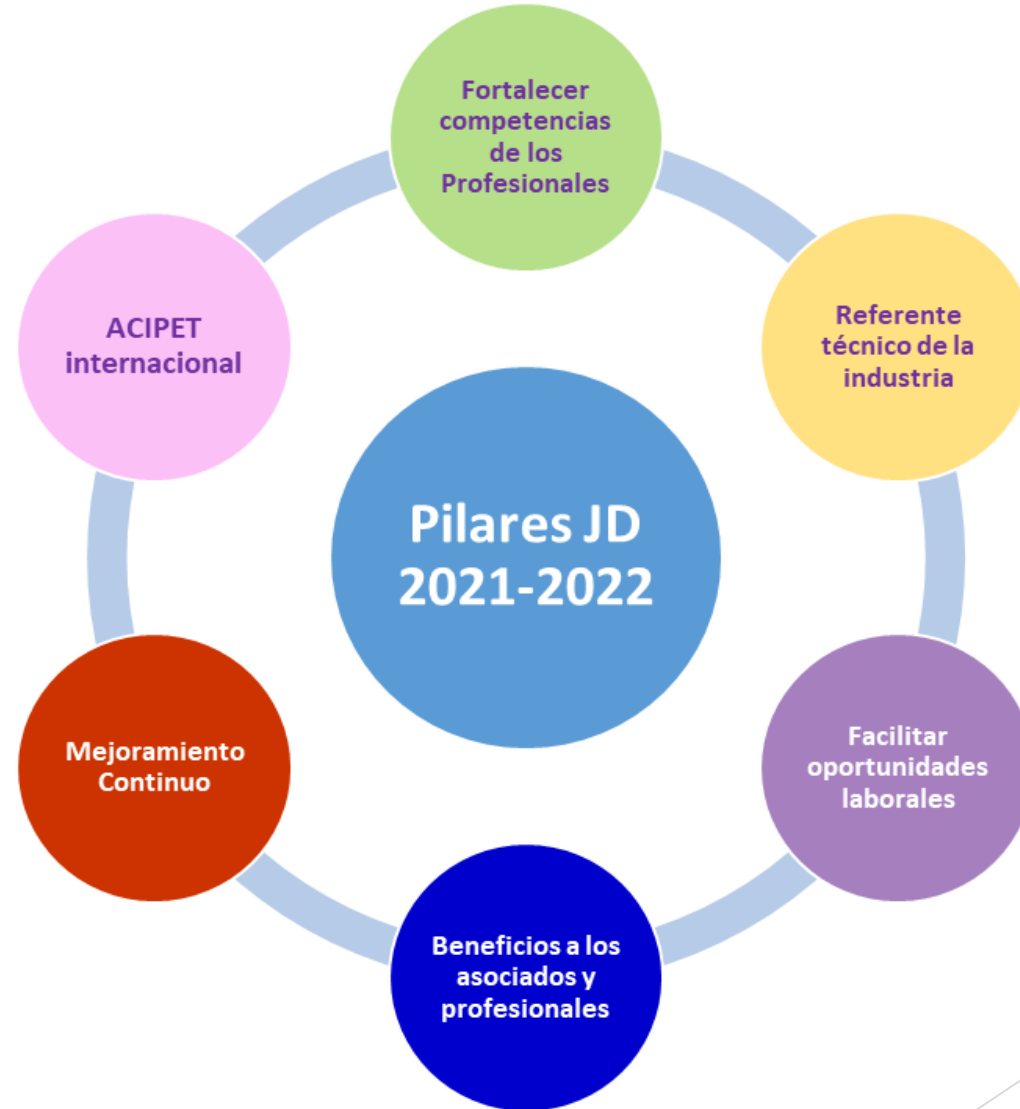 Fortalecer
competencias
de los
Profesionales
Referente
técnico de la
industria
Facilitar
oportunidades
laborales
Beneficios a los
asociados y
profesionales
Mejoramiento
Continuo
ACIPET
internacional
Pilares JD
2021-2022